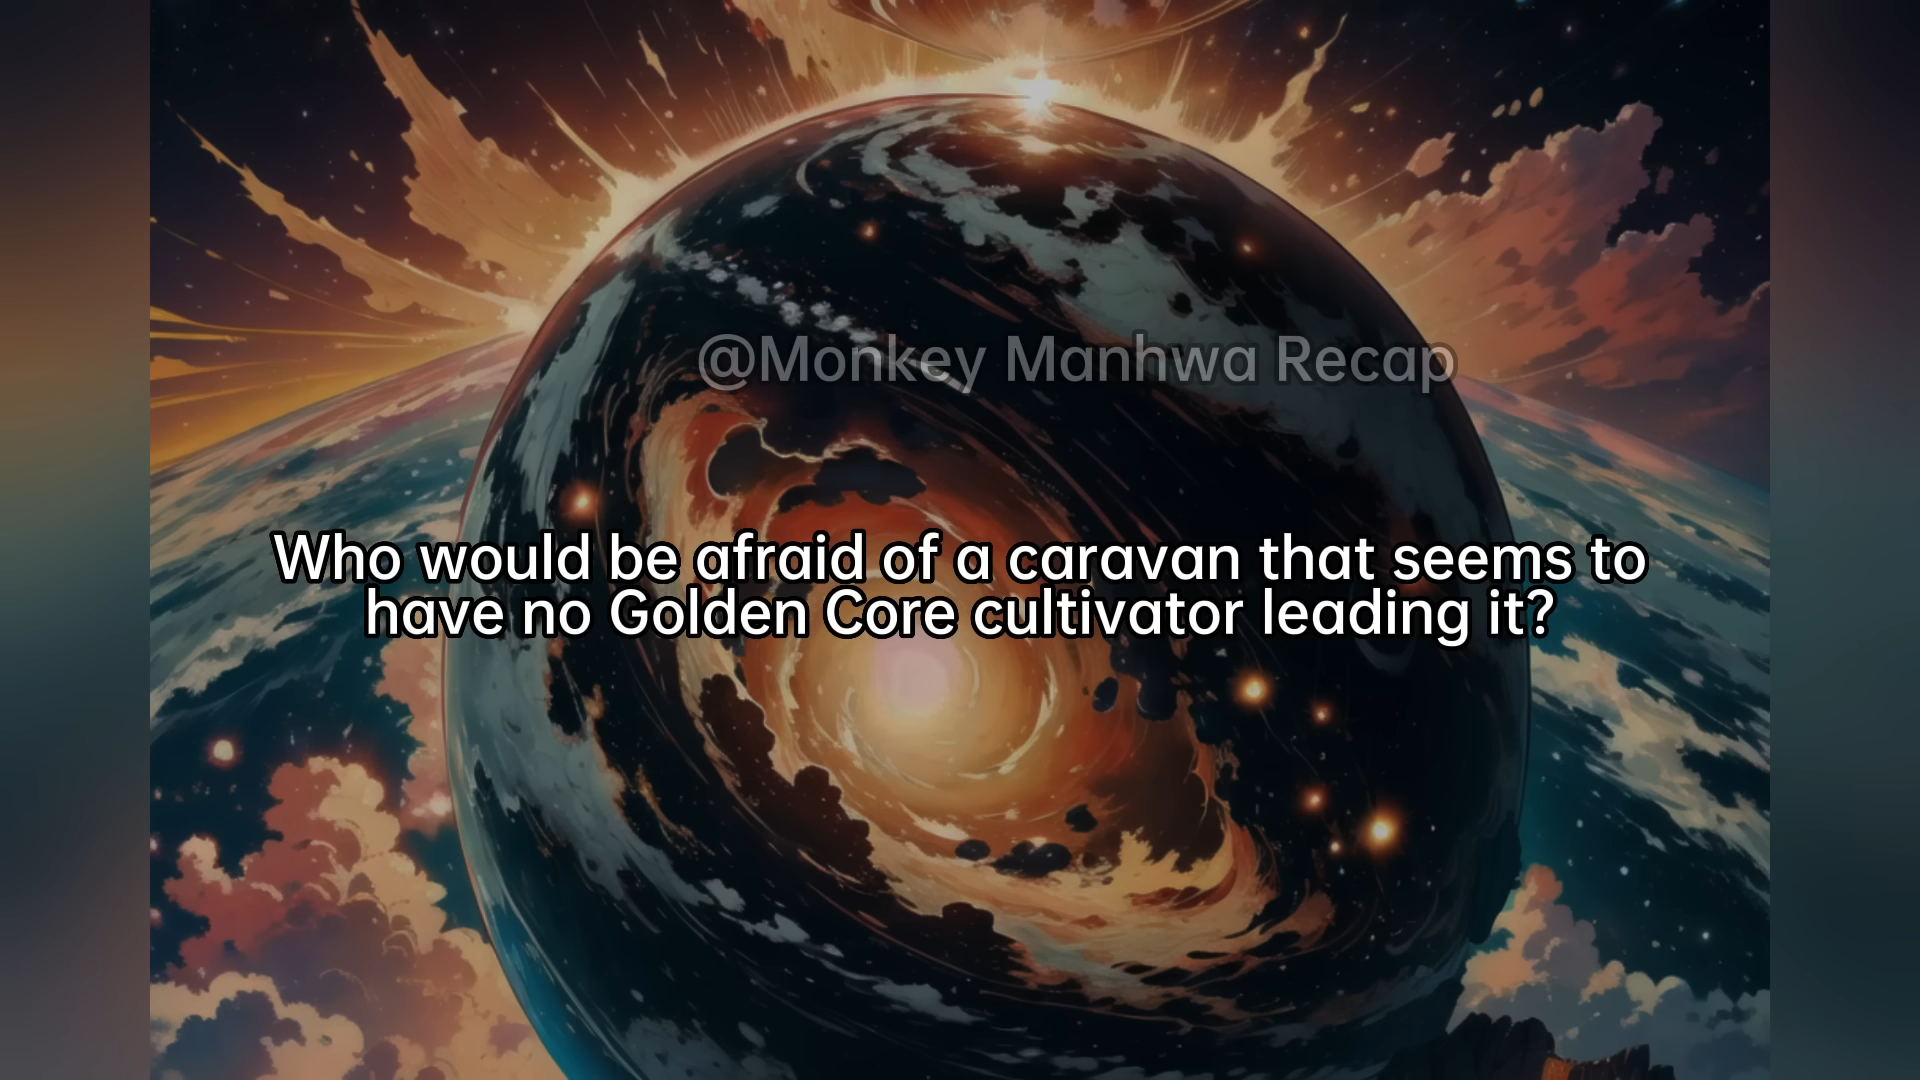 @Monkey Manhwa Recap
Who would be afraid of a caravan that seems to
have no Golden Core cultivator leading it?